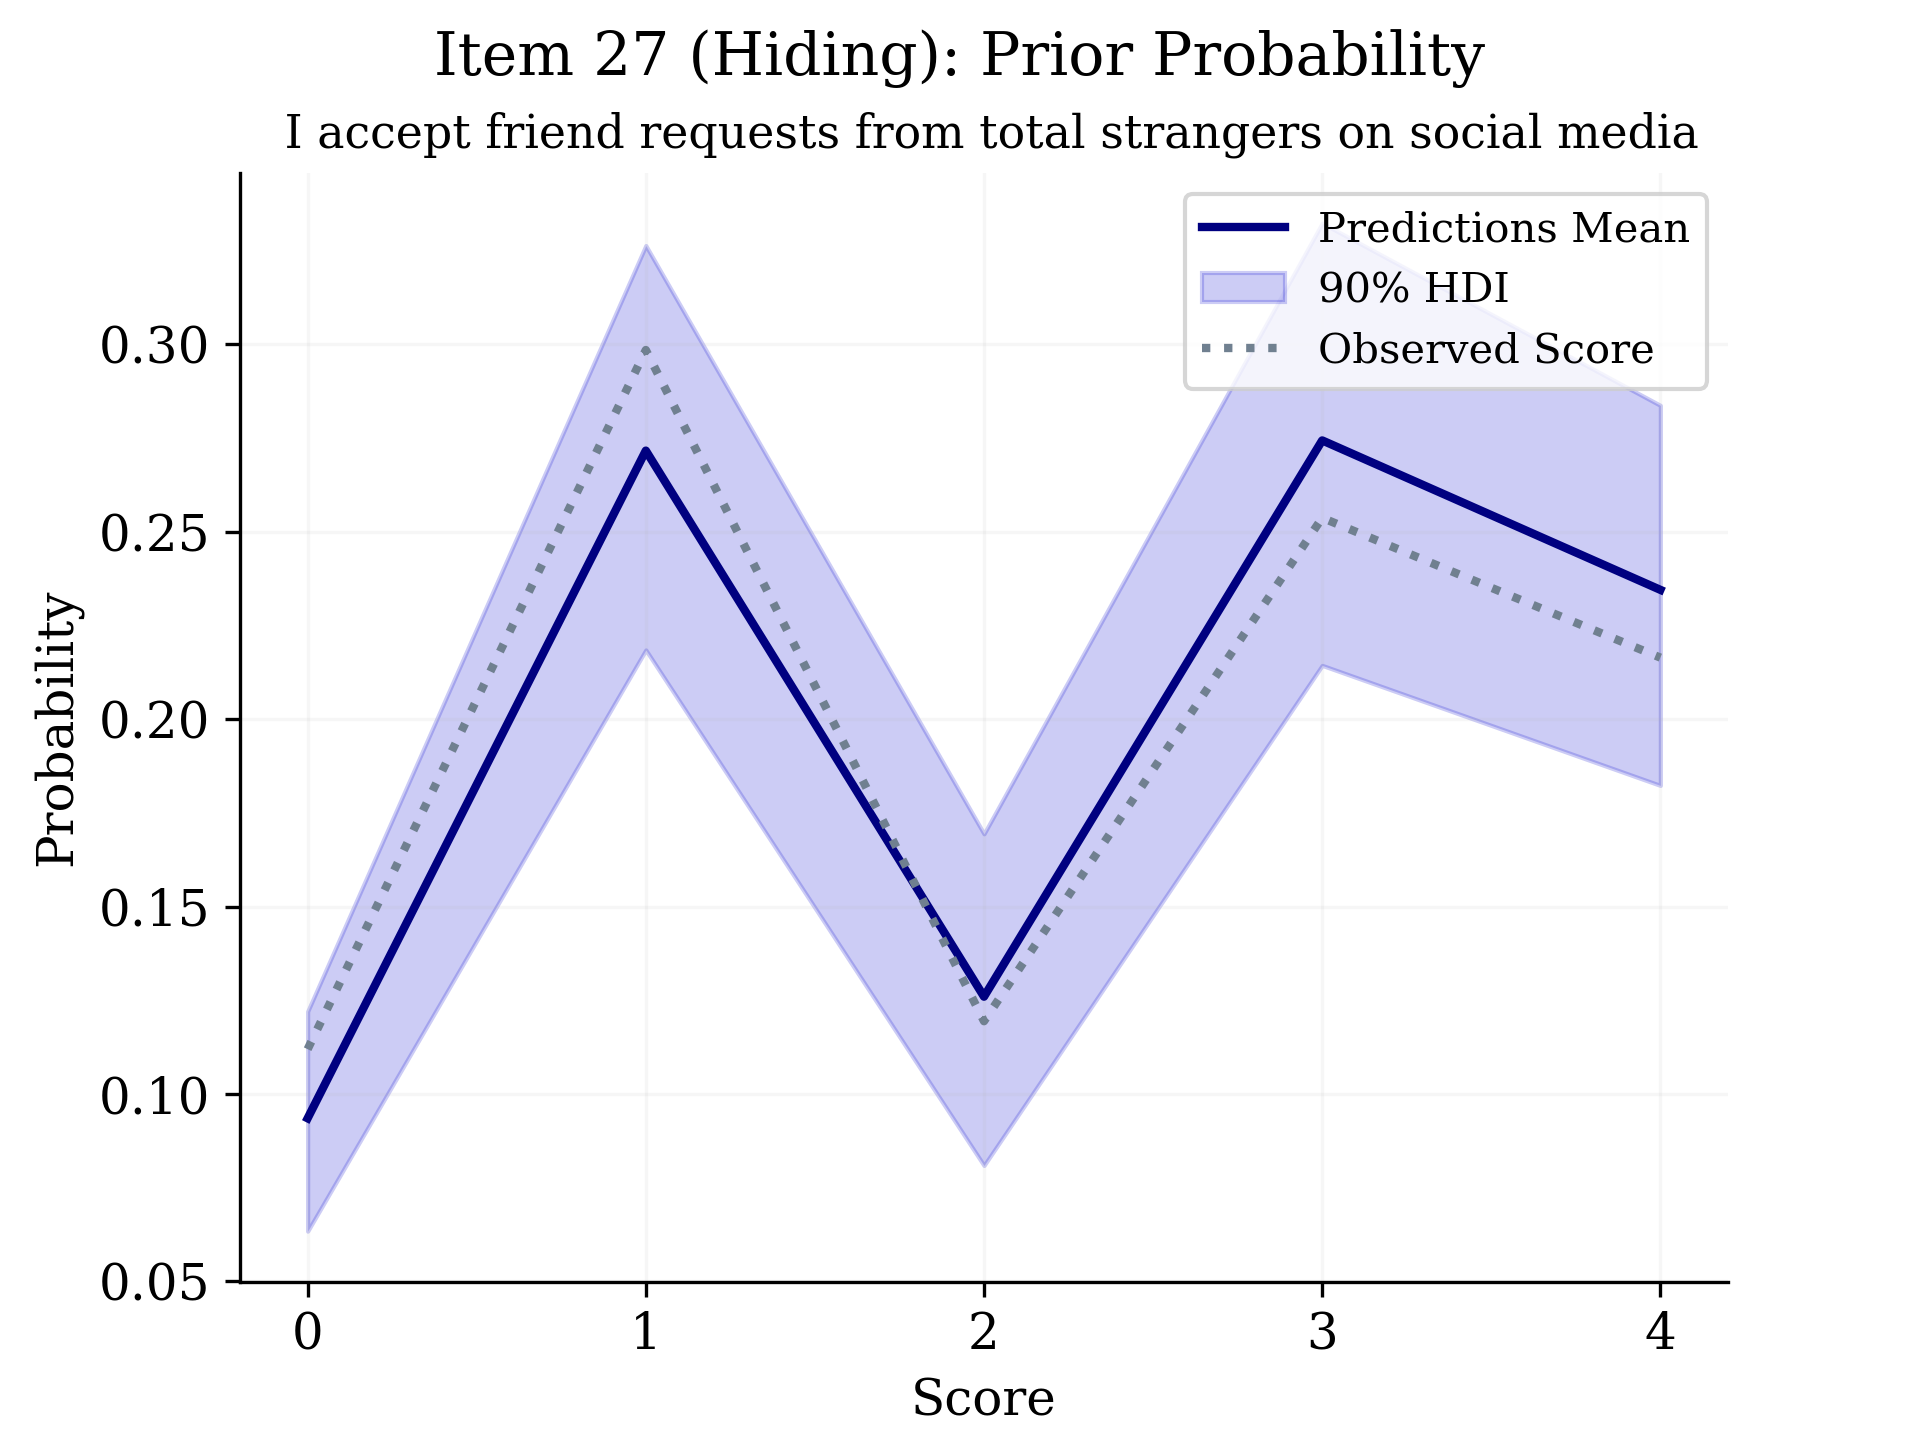 Item 27 (Hiding): Prior Probability
I accept friend requests from total strangers on social media
Predictions Mean
90% HDI
Observed Score
0.30
0.25
0.20
0.15
0.10
0.05
Probability
0 1 2 3 4
Score